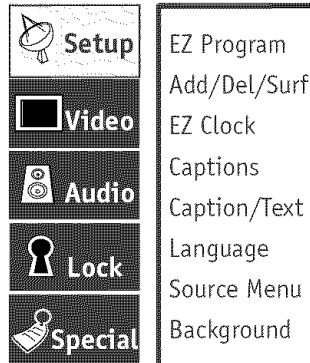 Setup
Video
Audio
Lock
Special
EZ Program
Add/Del/Surf
EZ Clock
Captions
Caption/Text
Language
Source Menu
Background